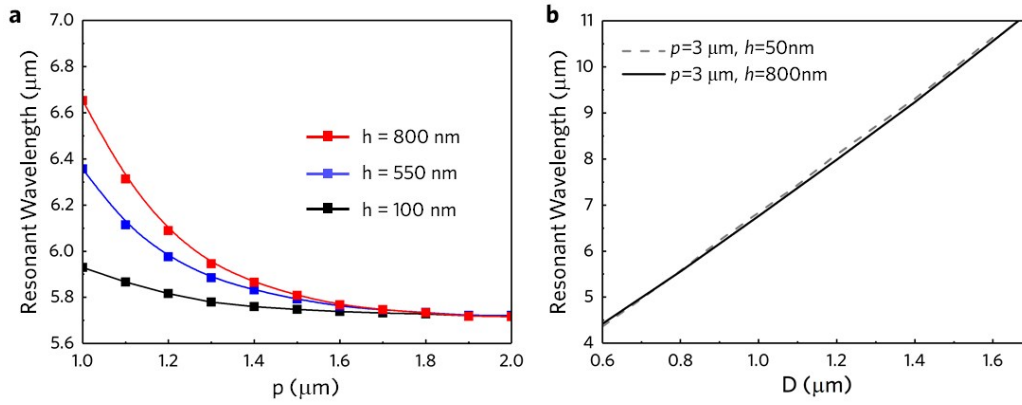 a
7.0
6.8
6.6
6.4
6.2
6.0
5.8
5.6
Resonant Wavelength (μm)
h = 800 nm
h = 550 nm
h = 100 nm
1.0 1.2 1.4 1.6 1.8 2.0
p (μm)
b
11
10
9
8
7
6
5
4
Resonant Wavelength (μm)
p=3 μm, h=50nm
p=3 μm, h=800nm
0.6 0.8 1.0 1.2 1.4 1.6
D (μm)